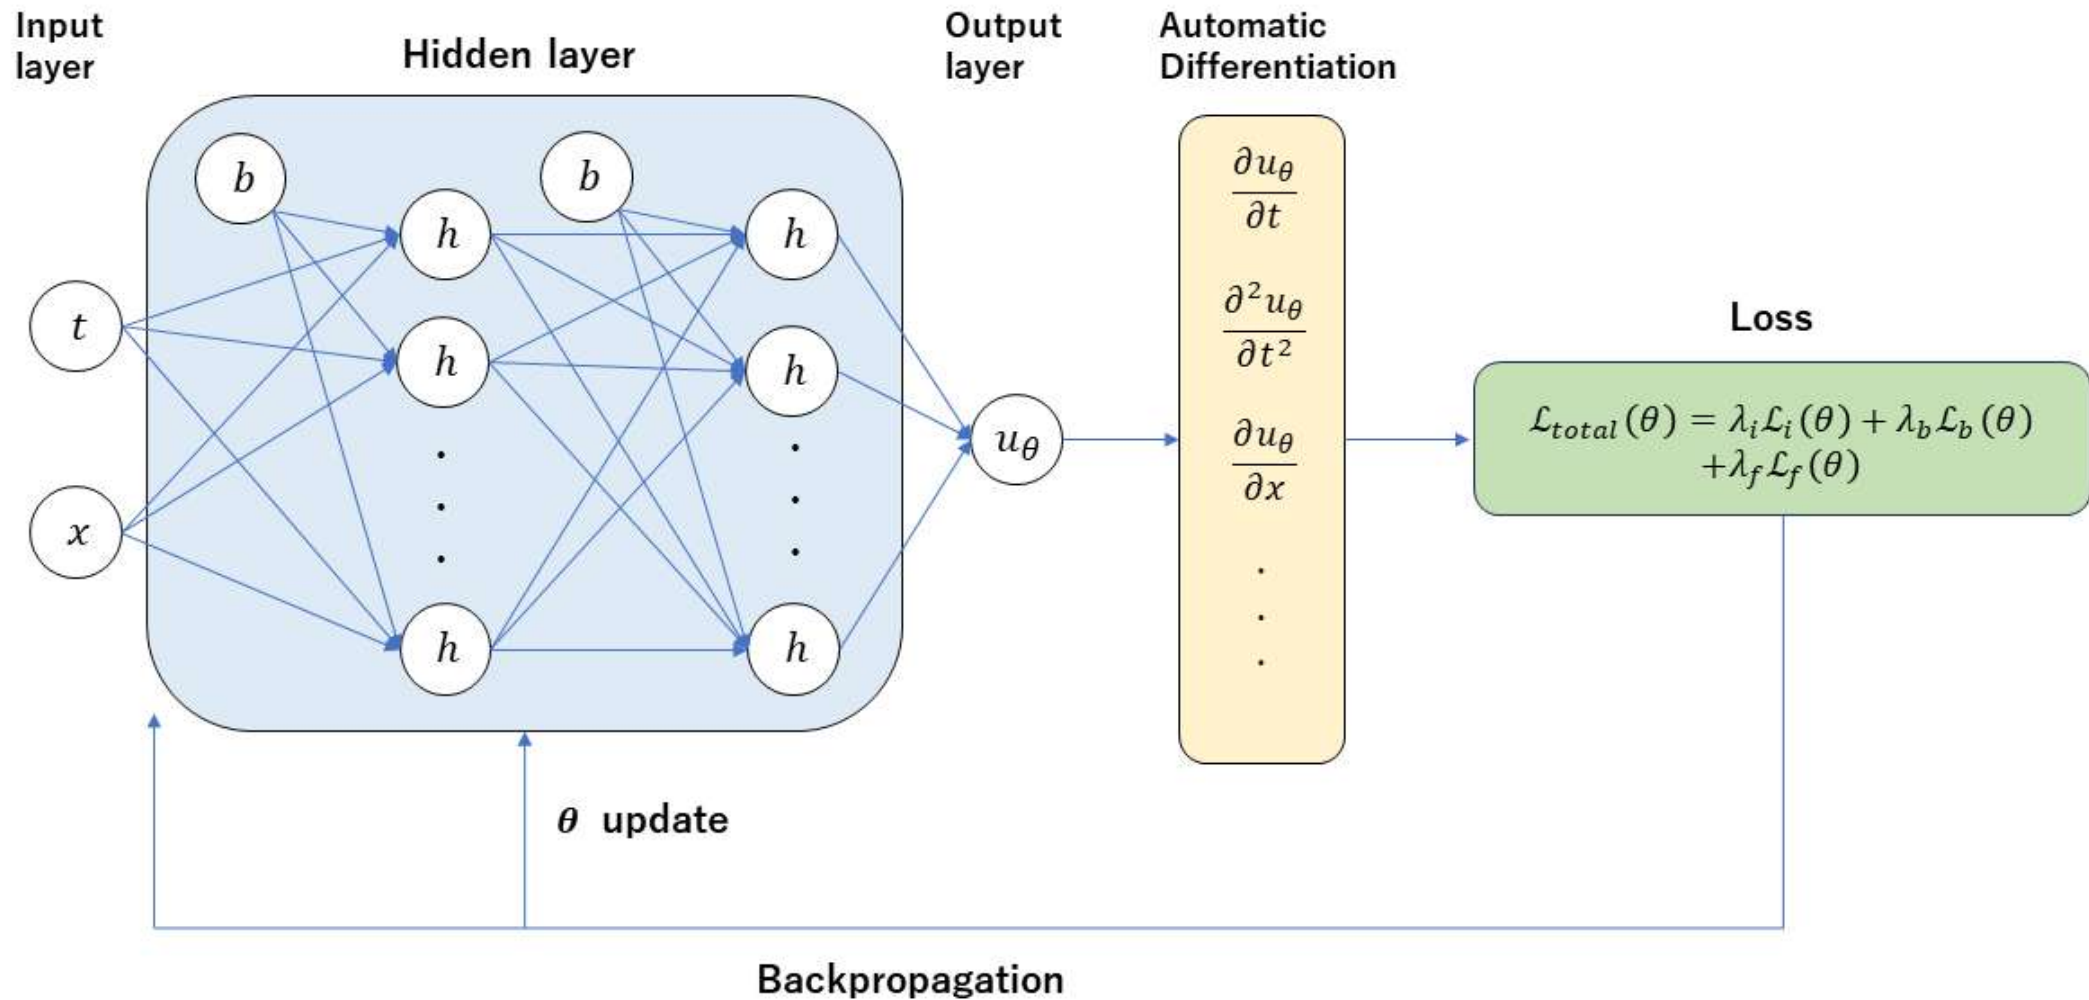 Input
layer
Hidden layer
Output
layer
Automatic
Differentiation
b
b
h
h
h
h
h
h
t
x
u_θ
∂u_θ
∂t
∂²u_θ
∂t²
∂u_θ
∂x
.
.
.
Loss
ℒ_total(θ) = λ_iℒ_i(θ) + λ_bℒ_b(θ)
+λ_fℒ_f(θ)
θ update
Backpropagation